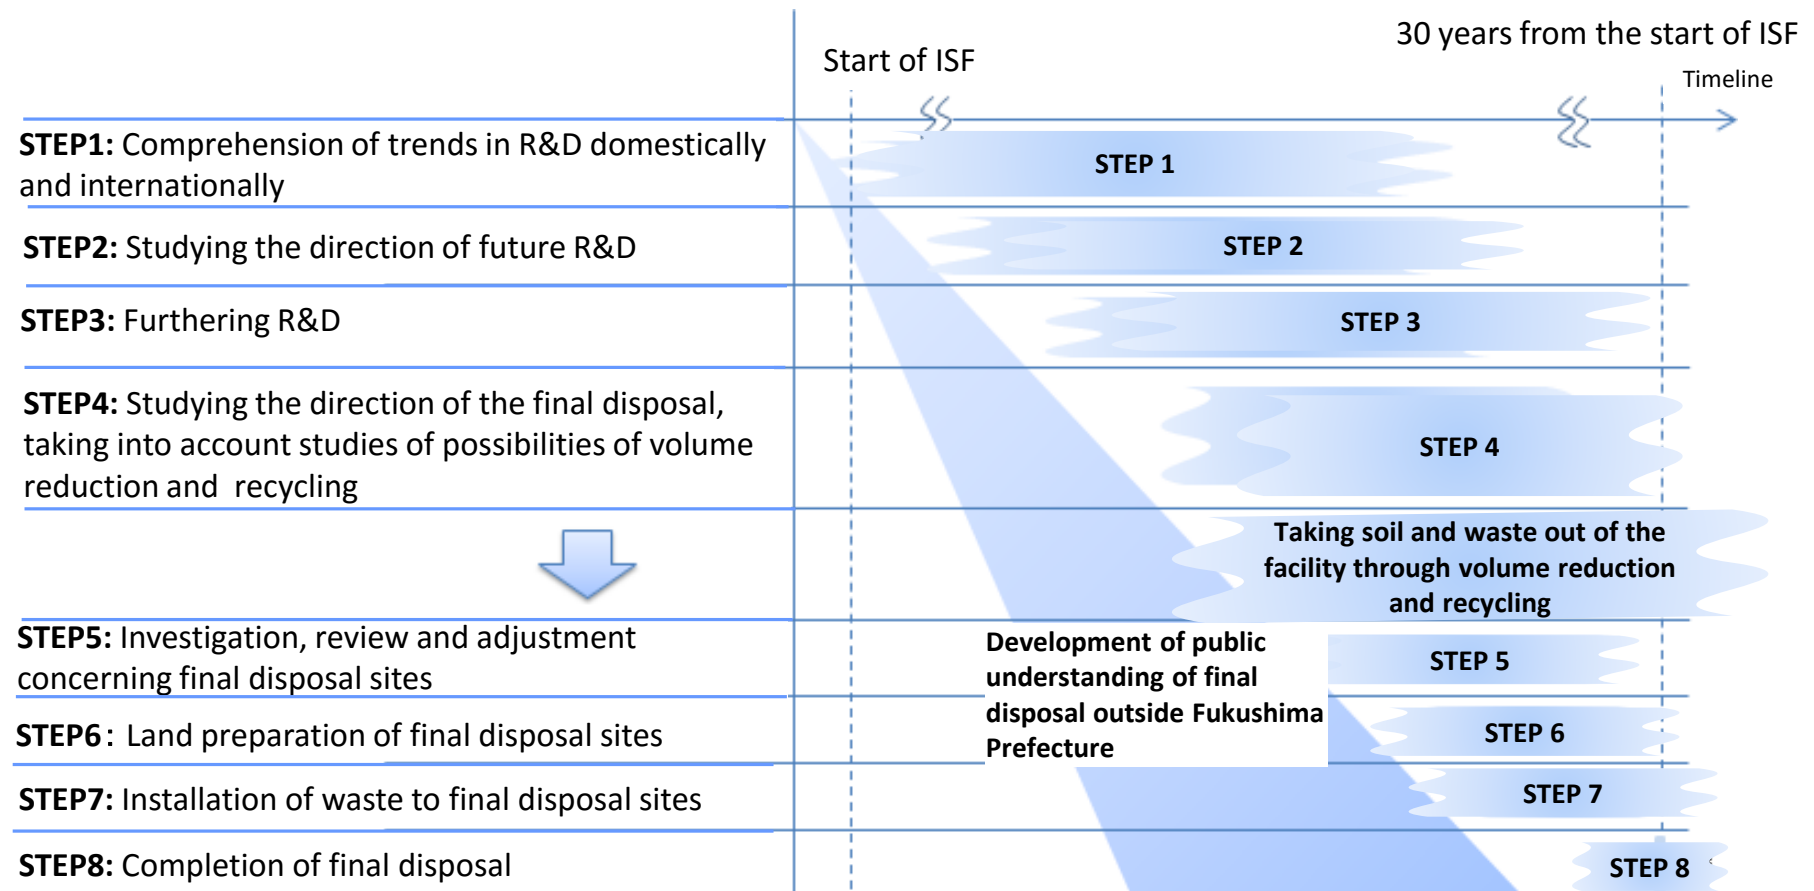 Start of ISF
30 years from the start of ISF
Timeline
STEP1: Comprehension of trends in R&D domestically
and internationally
STEP 1
STEP2: Studying the direction of future R&D
STEP 2
STEP3: Furthering R&D
STEP 3
STEP4: Studying the direction of the final disposal,
taking into account studies of possibilities of volume
reduction and recycling
STEP 4
Taking soil and waste out of the
facility through volume reduction
and recycling
STEP5: Investigation, review and adjustment
concerning final disposal sites
Development of public
understanding of final
disposal outside Fukushima
Prefecture
STEP 5
STEP6: Land preparation of final disposal sites
STEP 6
STEP7: Installation of waste to final disposal sites
STEP 7
STEP8: Completion of final disposal
STEP 8